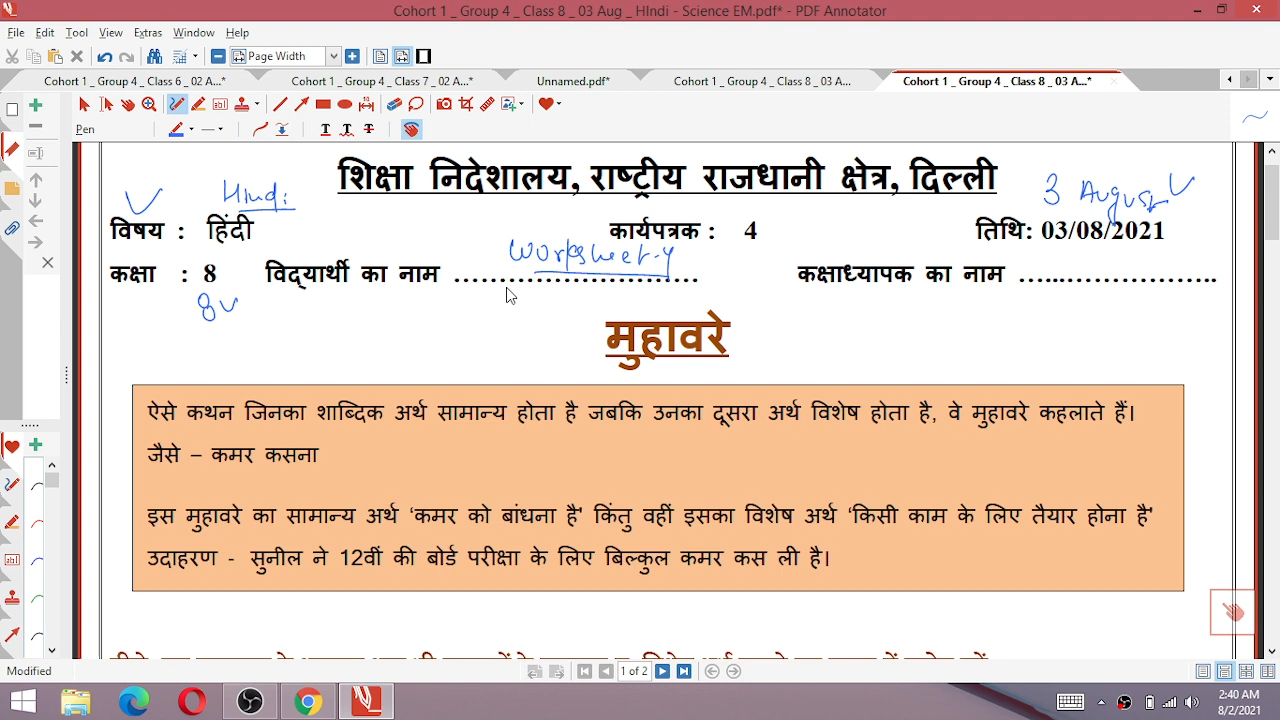 Cohort 1 _ Group 4 _ Class 8 _ 03 Aug _ HIndi - Science EM.pdf* - PDF Annotator
File Edit Tool View Extras Window Help
Page Width
Cohort 1 _ Group 4 _ Class 6 _ 02 A...* Cohort 1 _ Group 4 _ Class 7 _ 02 A...* Unnamed.pdf* Cohort 1 _ Group 4 _ Class 8 _ 03 A... Cohort 1 _ Group 4 _ Class 8 _ 03 A...*
Pen
शिक्षा निदेशालय, राष्ट्रीय राजधानी क्षेत्र, दिल्ली
Hindi 3 August
विषय : हिंदी कार्यपत्रक : 4 तिथि: 03/08/2021
Worksheet-4
कक्षा : 8 विद्यार्थी का नाम ........................... कक्षाध्यापक का नाम .........................
8
मुहावरे
ऐसे कथन जिनका शाब्दिक अर्थ सामान्य होता है जबकि उनका दूसरा अर्थ विशेष होता है, वे मुहावरे कहलाते हैं।
जैसे – कमर कसना
इस मुहावरे का सामान्य अर्थ ‘कमर को बांधना है' किंतु वहीं इसका विशेष अर्थ ‘किसी काम के लिए तैयार होना है'
उदाहरण - सुनील ने 12वीं की बोर्ड परीक्षा के लिए बिल्कुल कमर कस ली है।
Modified 1 of 2
2:40 AM
8/2/2021